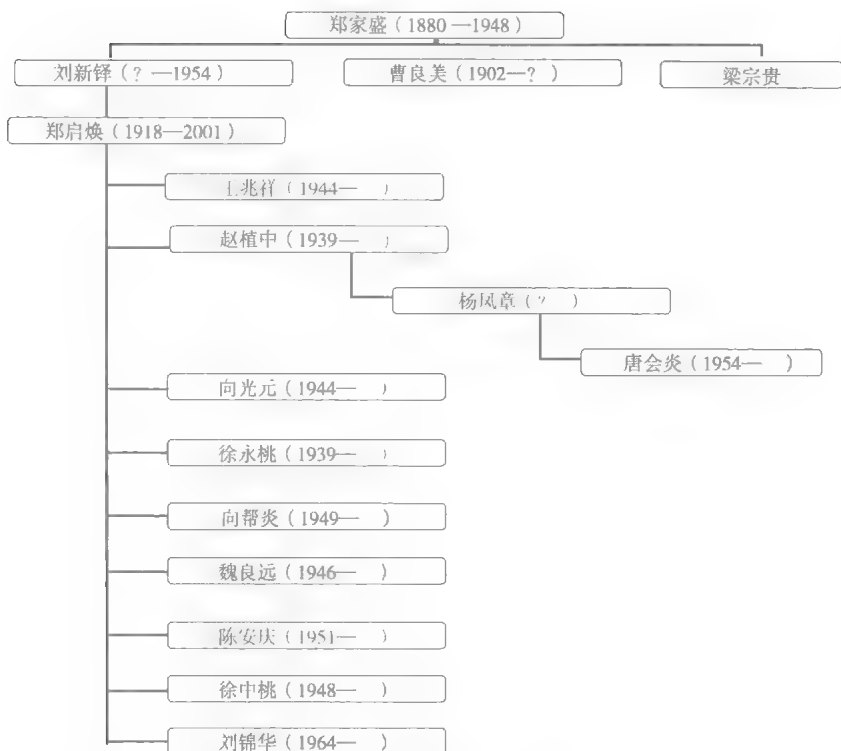 郑家盛（1880—1948）
刘新铎（？—1954）
曹良美（1902—？）
梁宗贵
郑启焕（1918—2001）
王兆祥（1944—　）
赵植中（1939—　）
杨凤章（？　）
唐会炎（1954—　）
向光元（1944—　）
徐永桃（1939—　）
向帮炎（1949—　）
魏良远（1946—　）
陈安庆（1951—　）
徐中桃（1948—　）
刘锦华（1964—　）